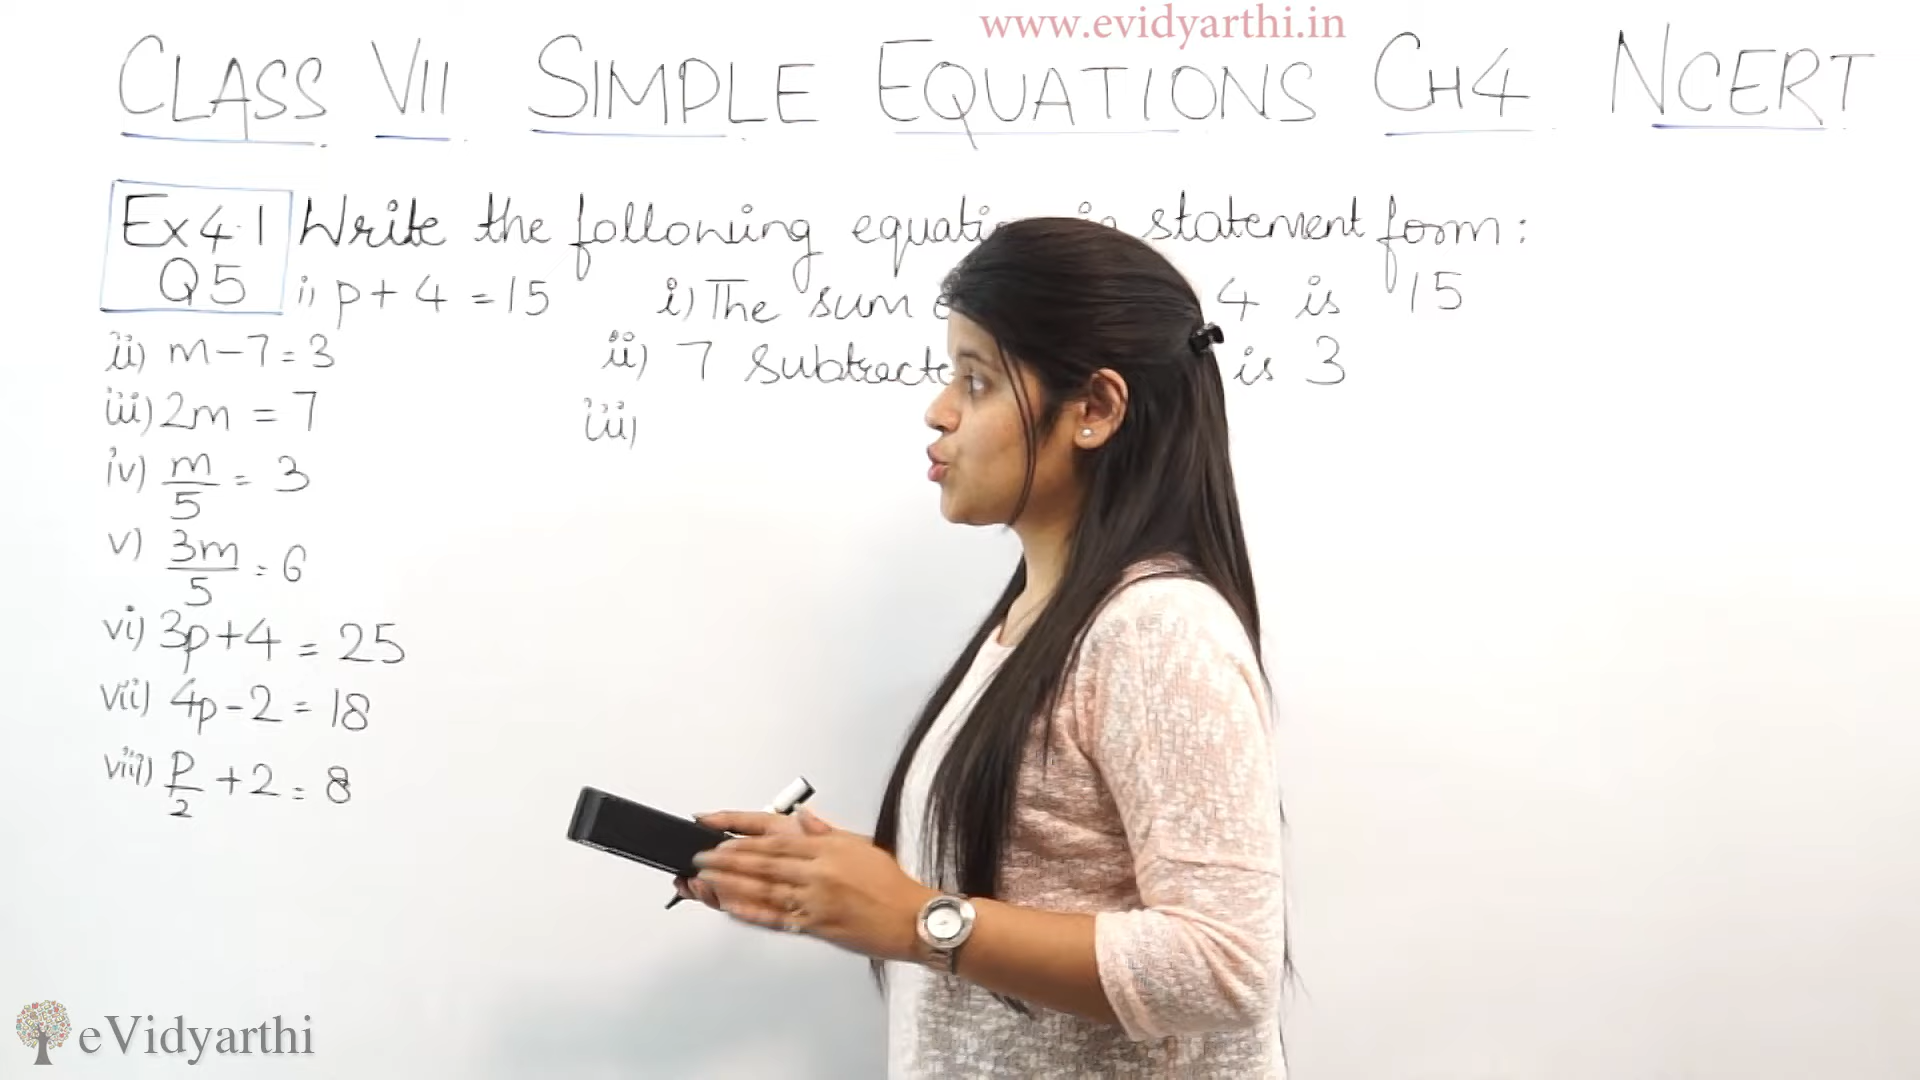 www.evidyarthi.in
CLASS VII SIMPLE EQUATIONS CH4 NCERT
Ex 4.1 Write the following statement form:
Q5 i) p + 4 = 15 i) The sum 4 is 15
ii) m - 7 = 3 ii) 7 is 3
iii) 2m = 7 iii)
iv) m/5 = 3
v) 3m/5 = 6
vi) 3p + 4 = 25
vii) 4p - 2 = 18
viii) p/2 + 2 = 8
eVidyarthi